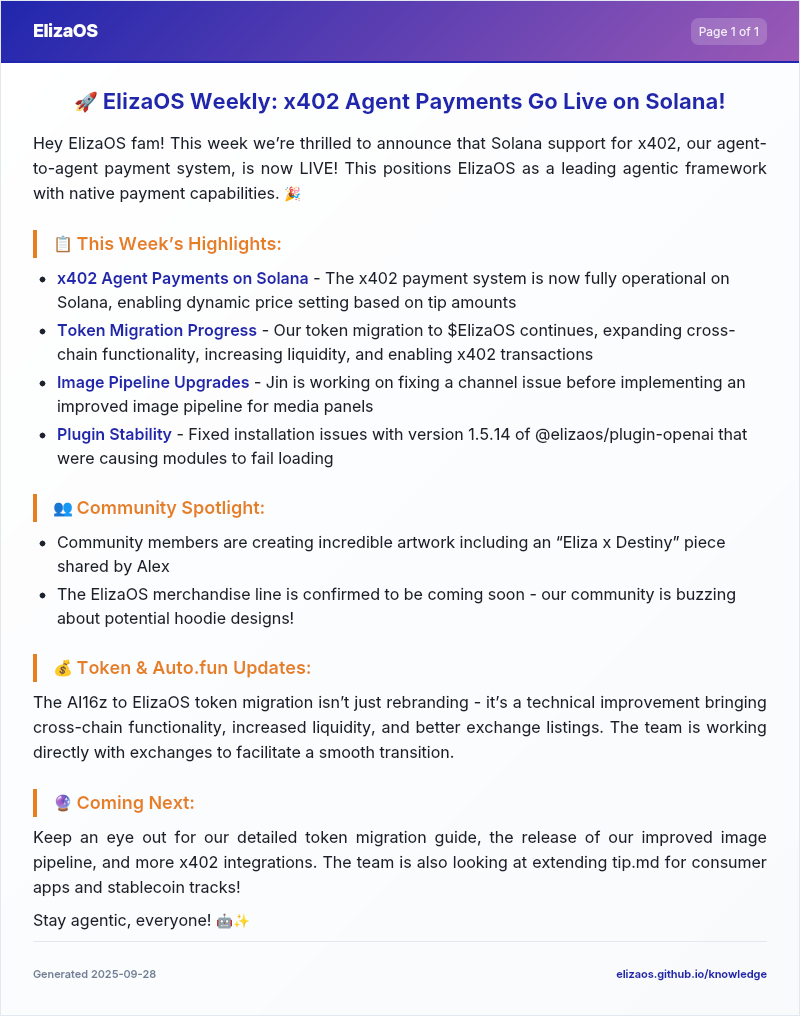 ElizaOS
Page 1 of 1
🚀 ElizaOS Weekly: x402 Agent Payments Go Live on Solana!
Hey ElizaOS fam! This week we’re thrilled to announce that Solana support for x402, our agent-
to-agent payment system, is now LIVE! This positions ElizaOS as a leading agentic framework
with native payment capabilities. 🎉
📋 This Week’s Highlights:
• x402 Agent Payments on Solana - The x402 payment system is now fully operational on
Solana, enabling dynamic price setting based on tip amounts
• Token Migration Progress - Our token migration to $ElizaOS continues, expanding cross-
chain functionality, increasing liquidity, and enabling x402 transactions
• Image Pipeline Upgrades - Jin is working on fixing a channel issue before implementing an
improved image pipeline for media panels
• Plugin Stability - Fixed installation issues with version 1.5.14 of @elizaos/plugin-openai that
were causing modules to fail loading
👥 Community Spotlight:
• Community members are creating incredible artwork including an “Eliza x Destiny” piece
shared by Alex
• The ElizaOS merchandise line is confirmed to be coming soon - our community is buzzing
about potential hoodie designs!
💰 Token & Auto.fun Updates:
The AI16z to ElizaOS token migration isn’t just rebranding - it’s a technical improvement bringing
cross-chain functionality, increased liquidity, and better exchange listings. The team is working
directly with exchanges to facilitate a smooth transition.
🔮 Coming Next:
Keep an eye out for our detailed token migration guide, the release of our improved image
pipeline, and more x402 integrations. The team is also looking at extending tip.md for consumer
apps and stablecoin tracks!
Stay agentic, everyone! 🤖✨
Generated 2025-09-28
elizaos.github.io/knowledge